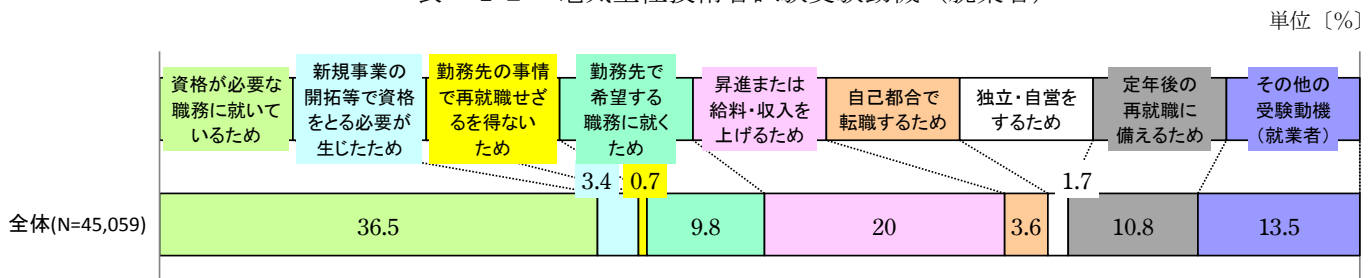 単位〔%〕
資格が必要な
職務に就いて
いるため
新規事業の
開拓等で資格
をとる必要が
生じたため
勤務先の事情
で再就職せざ
るを得ない
ため
勤務先で
希望する
職務に就く
ため
昇進または
給料・収入を
上げるため
自己都合で
転職するため
独立・自営を
するため
定年後の
再就職に
備えるため
その他の
受験動機
(就業者)
3.4 0.7 1.7
全体(N=45,059) 36.5 9.8 20 3.6 10.8 13.5